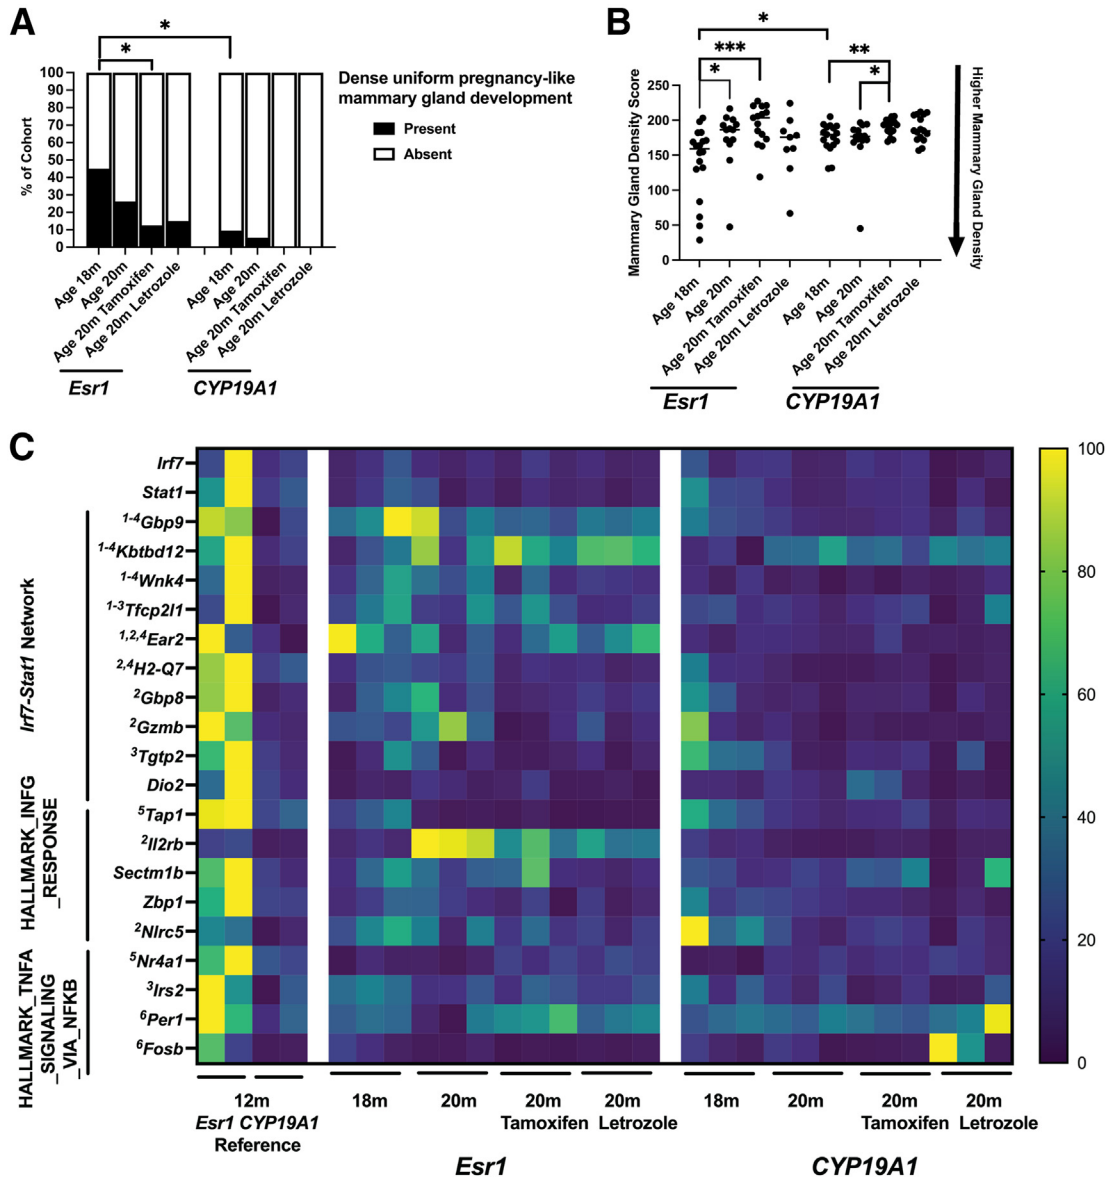 A
*
*
% of Cohort
100
90
80
70
60
50
40
30
20
10
0
Age 18m
Age 20m
Age 20m Tamoxifen
Age 20m Letrozole
Age 18m
Age 20m
Age 20m Tamoxifen
Age 20m Letrozole
Esr1
CYP19A1
Dense uniform pregnancy-like
mammary gland development
Present
Absent
B
*
***
*
**
*
Mammary Gland Density Score
250
200
150
100
50
0
Age 18m
Age 20m
Age 20m Tamoxifen
Age 20m Letrozole
Age 18m
Age 20m
Age 20m Tamoxifen
Age 20m Letrozole
Esr1
CYP19A1
Higher Mammary Gland Density
C
Irf7-Stat1 Network
HALLMARK_INFG
_RESPONSE
HALLMARK_TNFA
_SIGNALING
_VIA_NFKB
Irf7
Stat1
1-4Gbp9
1-4Kbtbd12
1-4Wnk4
1-3Tfcp2l1
1,2,4Ear2
2,4H2-Q7
2Gbp8
2Gzmb
3Tgtp2
Dio2
5Tap1
2Il2rb
Sectm1b
Zbp1
2Nlrc5
5Nr4a1
3Irs2
6Per1
6Fosb
100
80
60
40
20
0
12m
Esr1 CYP19A1
Reference
18m
20m
20m
Tamoxifen
20m
Letrozole
18m
20m
20m
Tamoxifen
20m
Letrozole
Esr1
CYP19A1